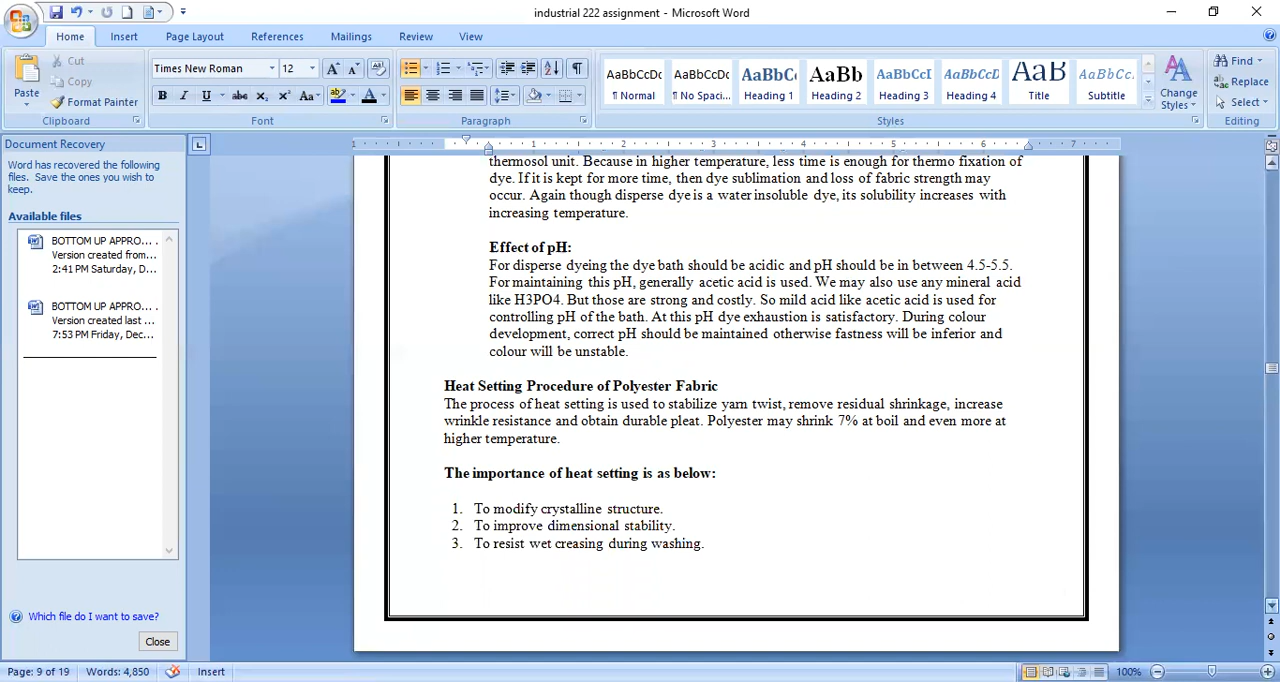 industrial 222 assignment - Microsoft Word
Home Insert Page Layout References Mailings Review View
Paste Cut Copy Format Painter
Times New Roman 12
AaBbCcDc AaBbCcDc AaBbCc AaBb AaBbCcI AaBbCcD AaB AaBbCc.
¶ Normal ¶ No Spaci... Heading 1 Heading 2 Heading 3 Heading 4 Title Subtitle
Change Styles
Find Replace Select
Clipboard Font Paragraph Styles Editing
Document Recovery
Word has recovered the following
files. Save the ones you wish to
keep.
Available files
BOTTOM UP APPRO... .
Version created from...
2:41 PM Saturday, D...
BOTTOM UP APPRO... .
Version created last ...
7:53 PM Friday, Dec...
Which file do I want to save?
Close
1 1 2 3 4 5 6 7
thermosol unit. Because in higher temperature, less time is enough for thermo fixation of
dye. If it is kept for more time, then dye sublimation and loss of fabric strength may
occur. Again though disperse dye is a water insoluble dye, its solubility increases with
increasing temperature.
Effect of pH:
For disperse dyeing the dye bath should be acidic and pH should be in between 4.5-5.5.
For maintaining this pH, generally acetic acid is used. We may also use any mineral acid
like H3PO4. But those are strong and costly. So mild acid like acetic acid is used for
controlling pH of the bath. At this pH dye exhaustion is satisfactory. During colour
development, correct pH should be maintained otherwise fastness will be inferior and
colour will be unstable.
Heat Setting Procedure of Polyester Fabric
The process of heat setting is used to stabilize yarn twist, remove residual shrinkage, increase
wrinkle resistance and obtain durable pleat. Polyester may shrink 7% at boil and even more at
higher temperature.
The importance of heat setting is as below:
1. To modify crystalline structure.
2. To improve dimensional stability.
3. To resist wet creasing during washing.
Page: 9 of 19 Words: 4,850 Insert 100%